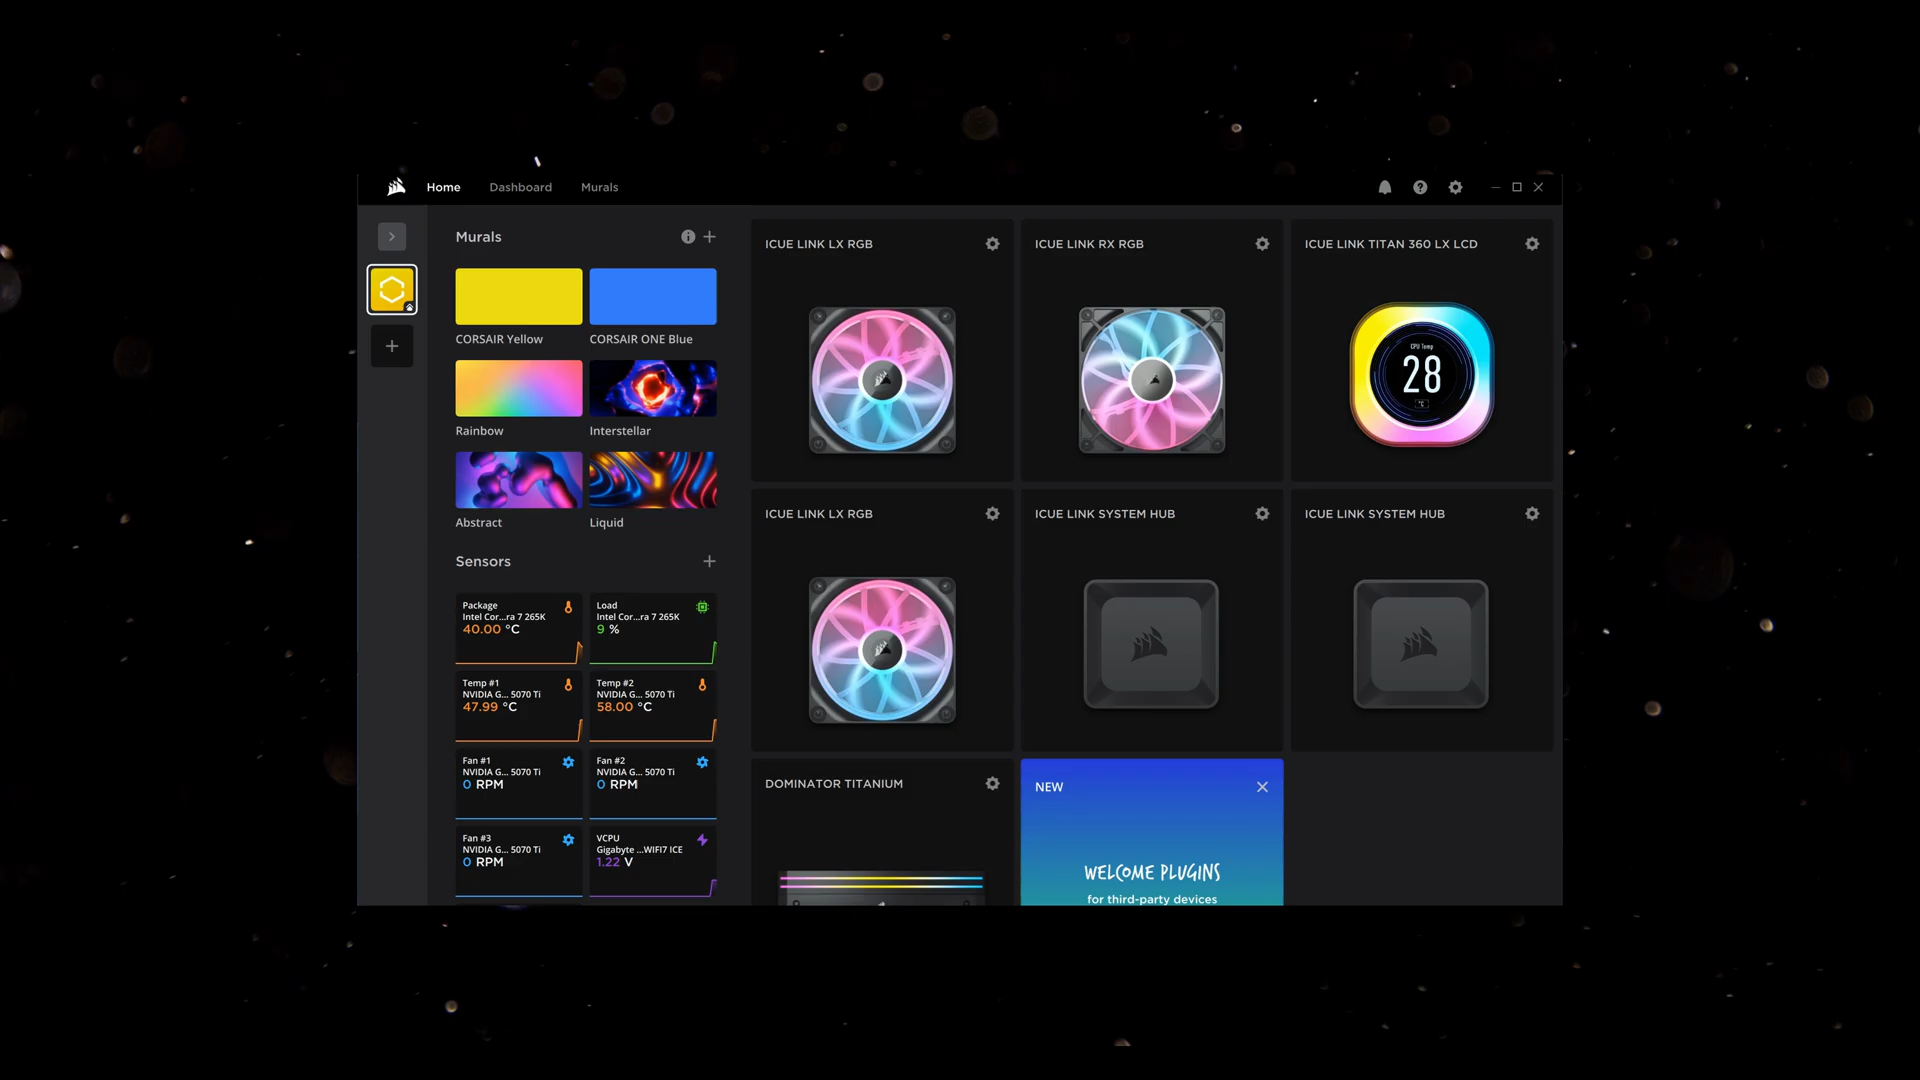 Home
Dashboard
Murals
Murals
CORSAIR Yellow
CORSAIR ONE Blue
Rainbow
Interstellar
Abstract
Liquid
Sensors
Package
Intel Cor...ra 7 265K
40.00 °C
Load
Intel Cor...ra 7 265K
9 %
Temp #1
NVIDIA G... 5070 Ti
47.99 °C
Temp #2
NVIDIA G... 5070 Ti
58.00 °C
Fan #1
NVIDIA G... 5070 Ti
0 RPM
Fan #2
NVIDIA G... 5070 Ti
0 RPM
Fan #3
NVIDIA G... 5070 Ti
0 RPM
VCPU
Gigabyte ...WIFI7 ICE
1.22 V
ICUE LINK LX RGB
ICUE LINK RX RGB
ICUE LINK TITAN 360 LX LCD
CPU Temp
28
°C
ICUE LINK LX RGB
ICUE LINK SYSTEM HUB
ICUE LINK SYSTEM HUB
DOMINATOR TITANIUM
NEW
WELCOME PLUGINS
for third-party devices